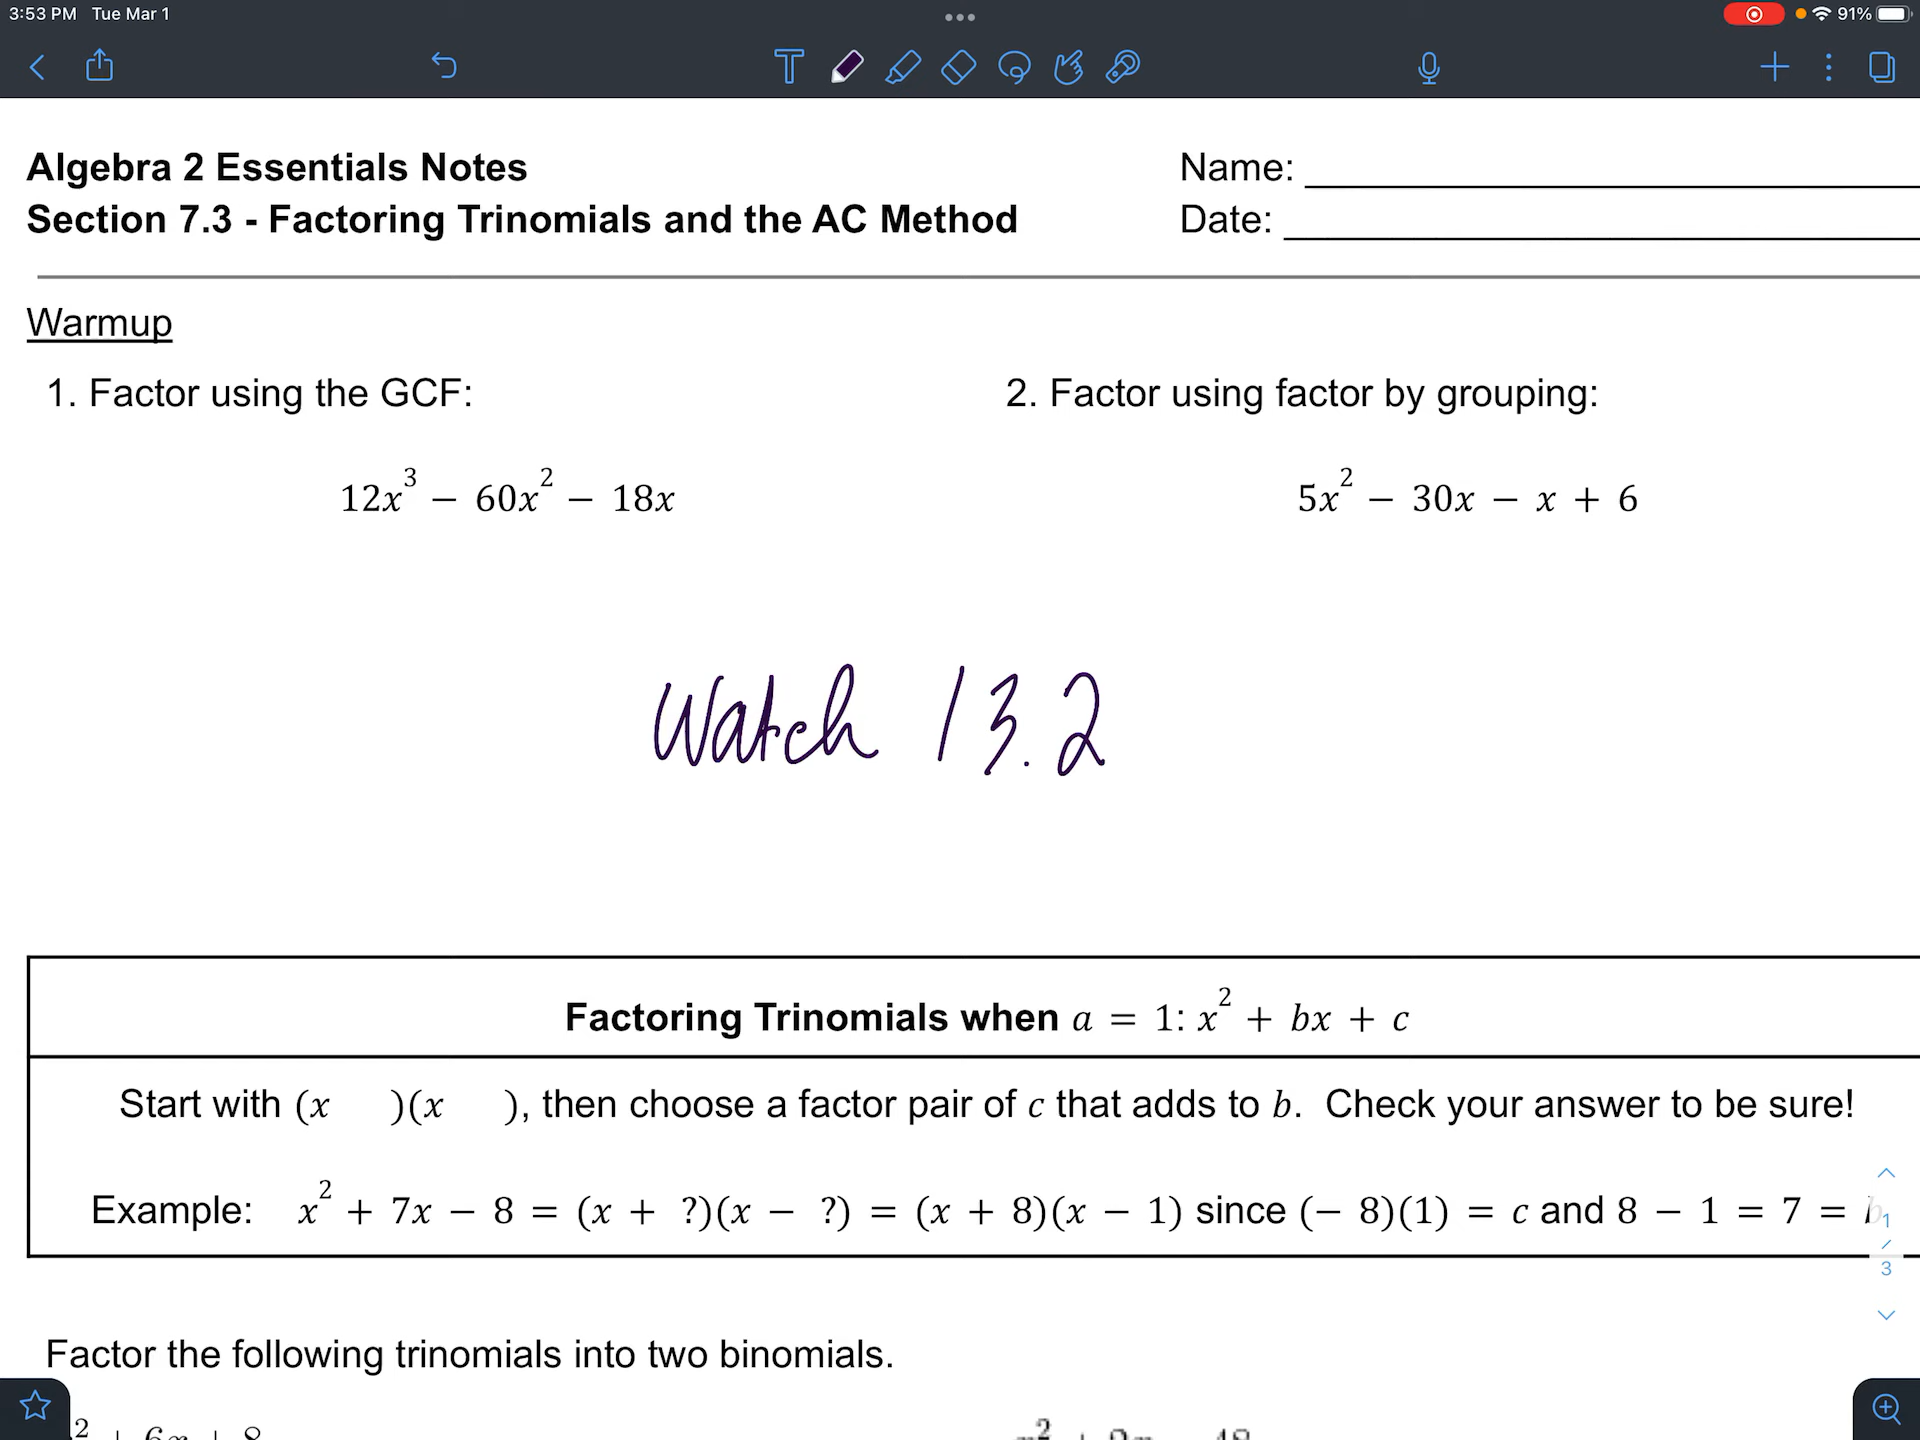 3:53 PM Tue Mar 1
91%
Algebra 2 Essentials Notes
Name:
Section 7.3 - Factoring Trinomials and the AC Method
Date:
Warmup
1. Factor using the GCF:
2. Factor using factor by grouping:
12x³ − 60x² − 18x
5x² − 30x − x + 6
Watch 13.2
Factoring Trinomials when a = 1: x² + bx + c
Start with (x )(x ), then choose a factor pair of c that adds to b. Check your answer to be sure!
Example: x² + 7x − 8 = (x + ?)(x − ?) = (x + 8)(x − 1) since (− 8)(1) = c and 8 − 1 = 7 = b
1
/
3
Factor the following trinomials into two binomials.